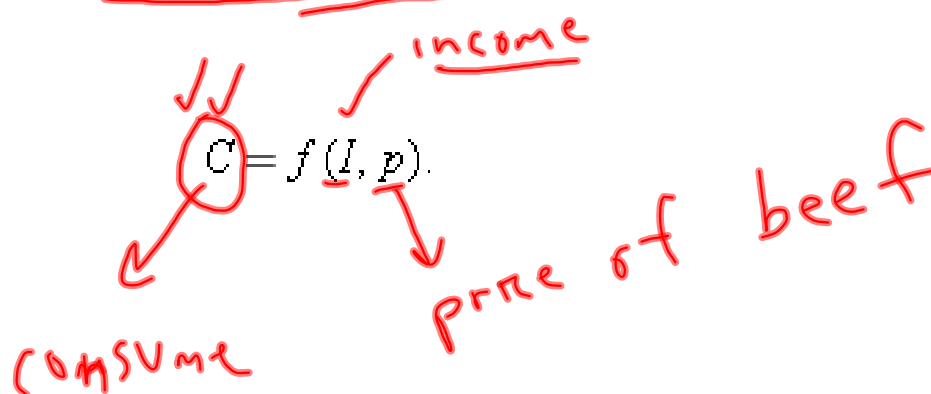 income
C = f (I, p).
price of beef
consume